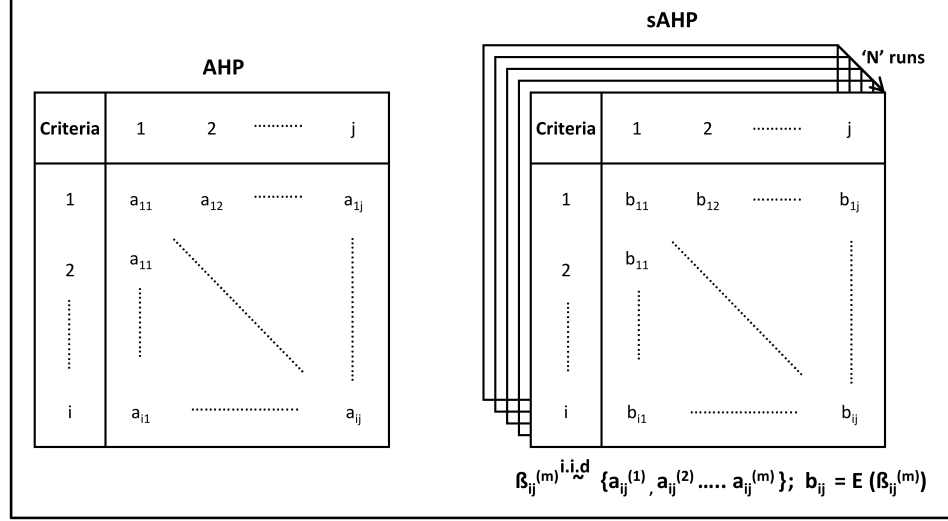 AHP
Criteria 1 2 ........... j
1 a₁₁ a₁₂ ........... a₁ⱼ
2 a₁₁
i aᵢ₁ ........... aᵢⱼ
sAHP
'N' runs
Criteria 1 2 ........... j
1 b₁₁ b₁₂ ........... b₁ⱼ
2 b₁₁
i bᵢ₁ ........... bᵢⱼ
ßᵢⱼ⁽ᵐ⁾ i.i.d ~ {aᵢⱼ⁽¹⁾, aᵢⱼ⁽²⁾ ..... aᵢⱼ⁽ᵐ⁾}; bᵢⱼ = E (ßᵢⱼ⁽ᵐ⁾)